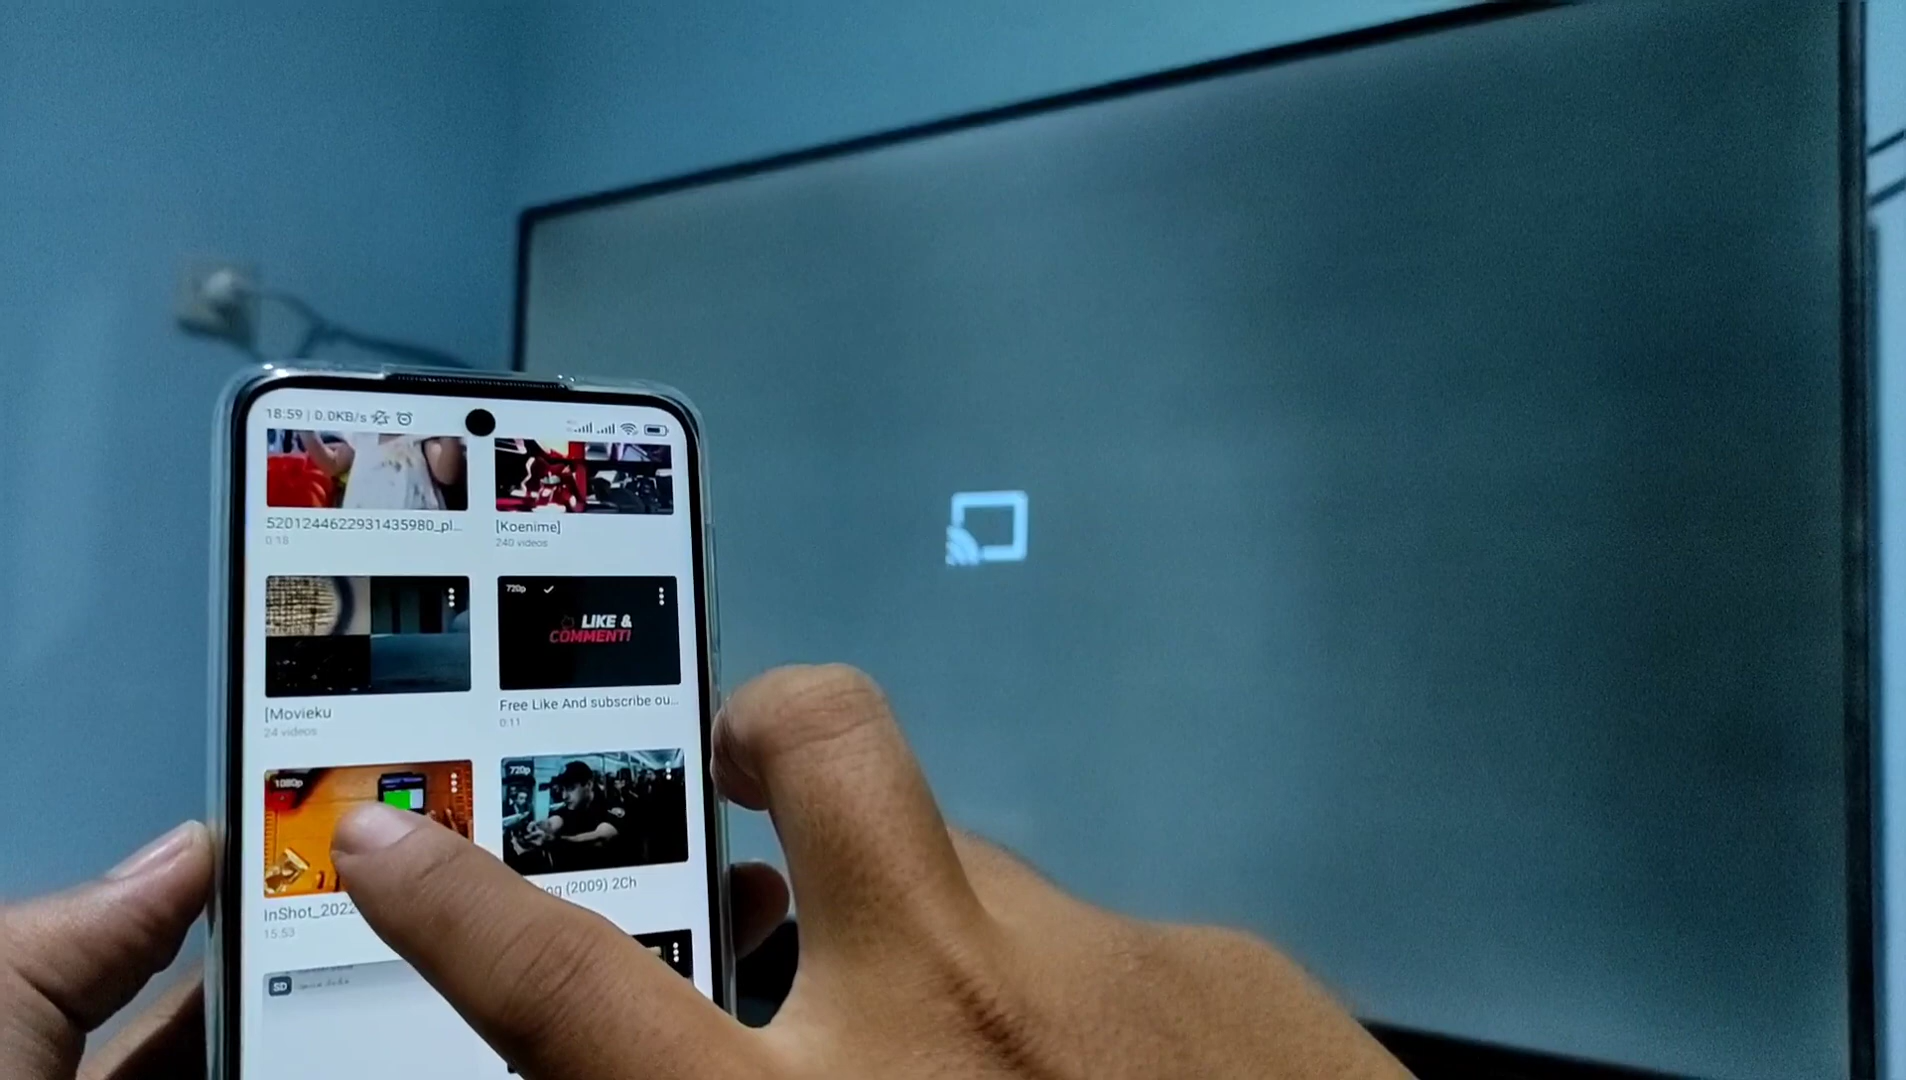 18:59 | 0.0KB/s
5201244622931435980_pl...
0:18
[Koenime]
240 videos
720p
LIKE &
COMMENT!
[Movieku
24 videos
Free Like And subscribe ou...
0:11
1080p
720p
InShot_2022
15:53
(2009) 2Ch
SD